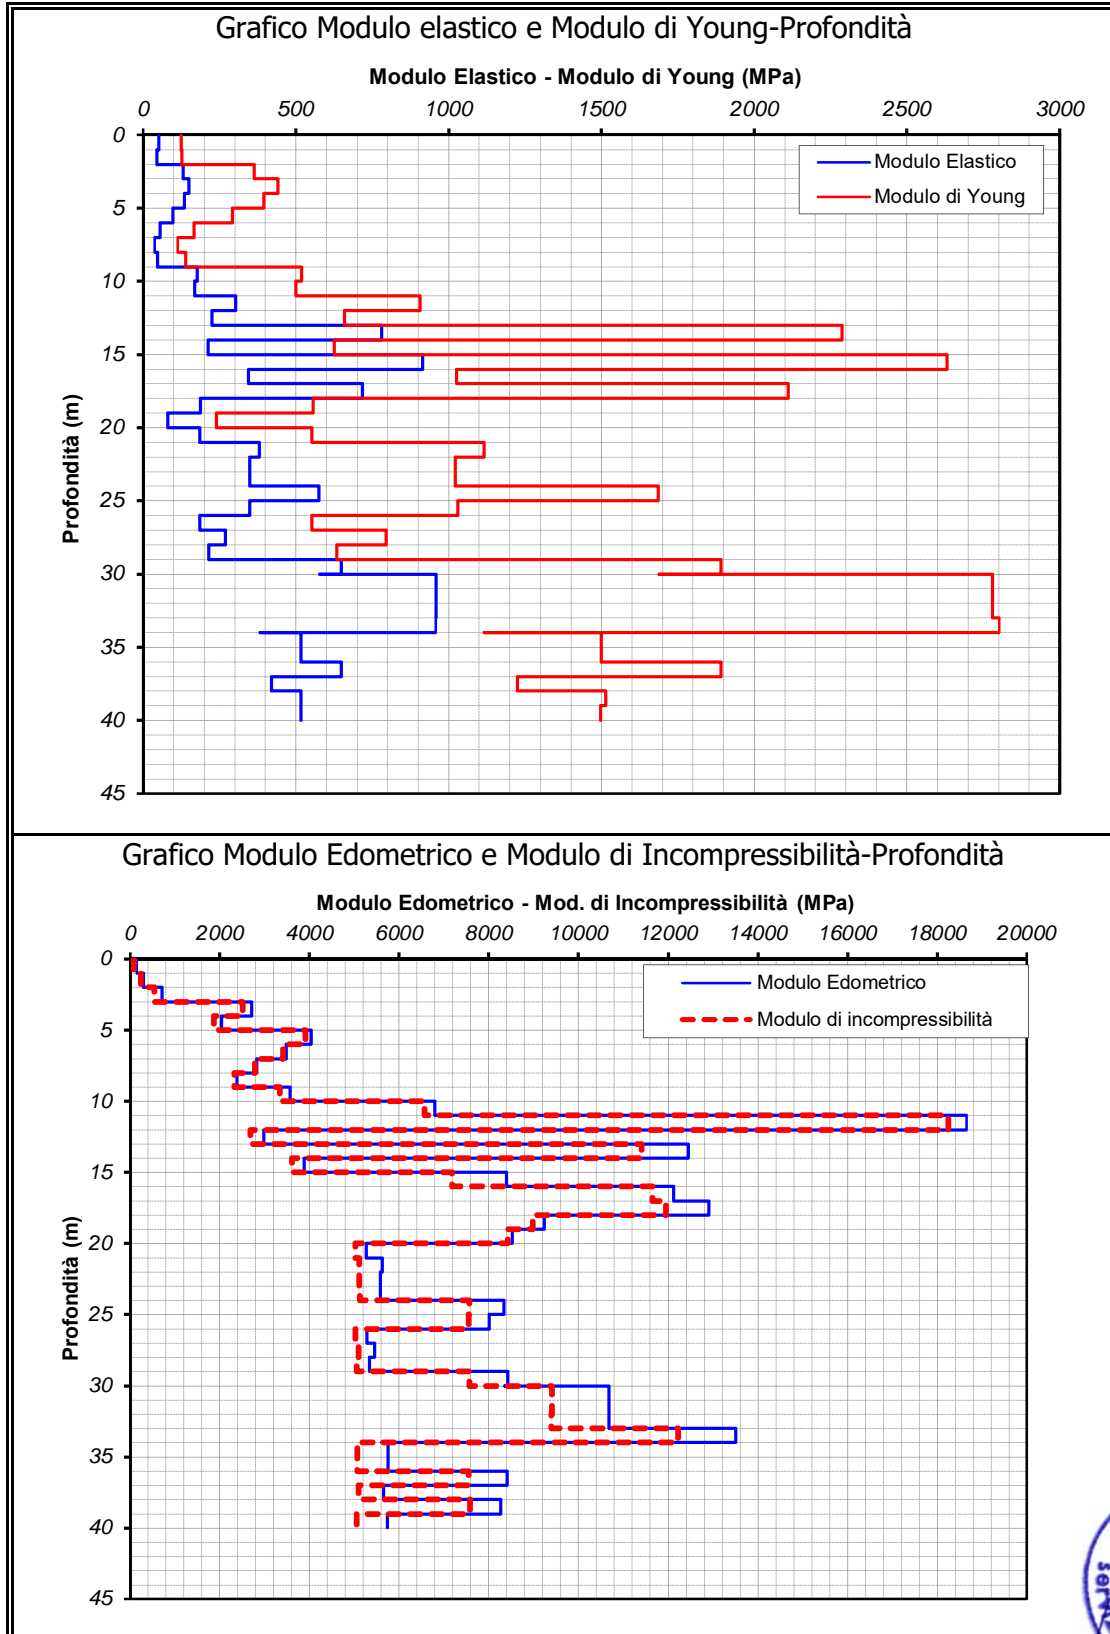 Grafico Modulo elastico e Modulo di Young-Profondità
Modulo Elastico - Modulo di Young (MPa)
0 500 1000 1500 2000 2500 3000
0
5
10
15
20
25
30
35
40
45
Profondità (m)
Modulo Elastico
Modulo di Young
Grafico Modulo Edometrico e Modulo di Incompressibilità-Profondità
Modulo Edometrico - Mod. di Incompressibilità (MPa)
0 2000 4000 6000 8000 10000 12000 14000 16000 18000 20000
0
5
10
15
20
25
30
35
40
45
Profondità (m)
Modulo Edometrico
Modulo di incompressibilità